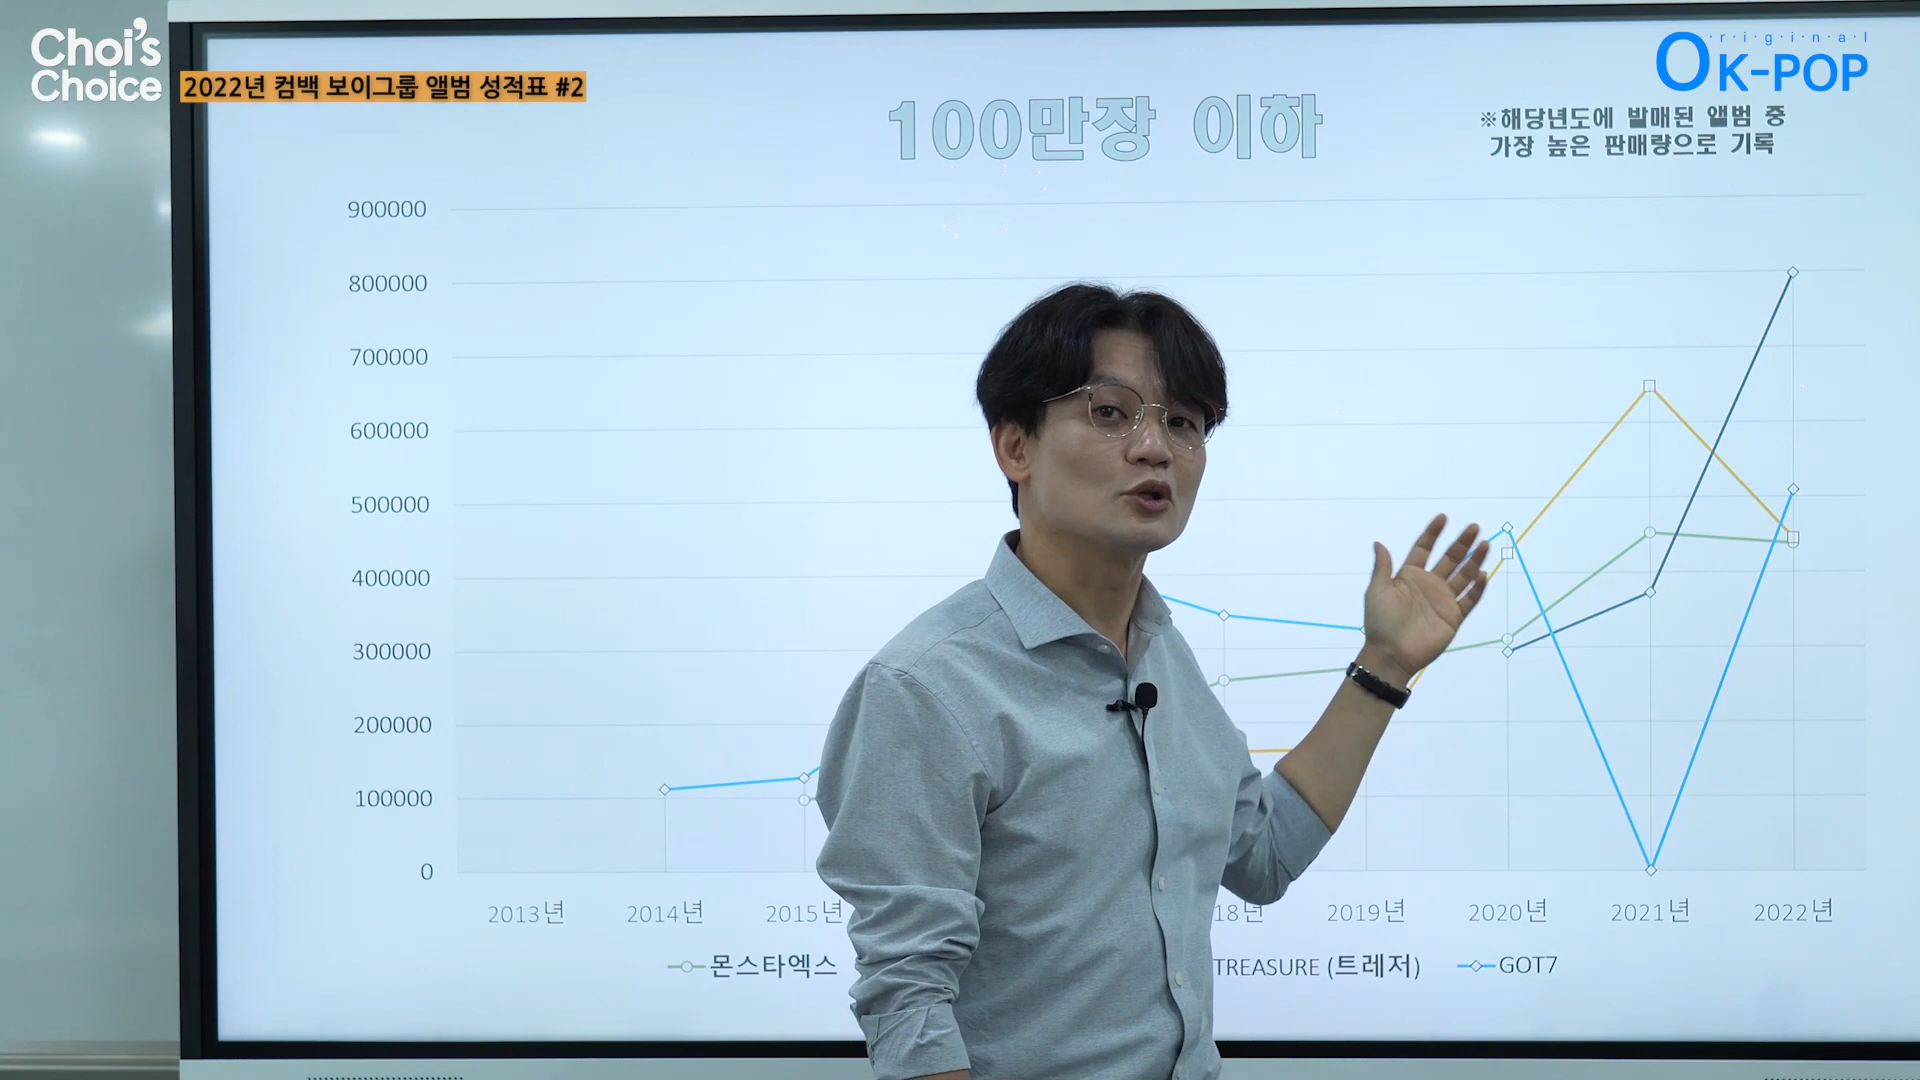 Choi's
Choice
2022년 컴백 보이그룹 앨범 성적표 #2
r·i·g·i·n·a·l
OK-POP
100만장 이하
※해당년도에 발매된 앨범 중
가장 높은 판매량으로 기록
900000
800000
700000
600000
500000
400000
300000
200000
100000
0
2013년 2014년 2015년 18년 2019년 2020년 2021년 2022년
몬스타엑스 TREASURE (트레저) GOT7